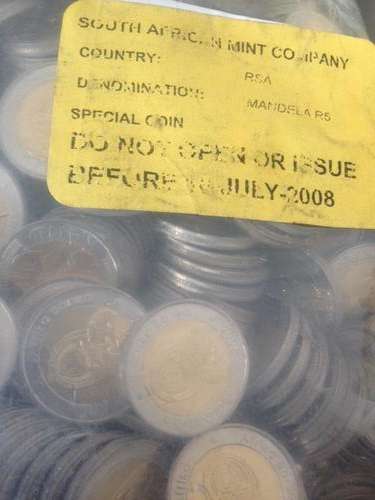 SOUTH AFRICAN MINT COMPANY
COUNTRY: RSA
DENOMINATION: MANDELA R5
SPECIAL COIN
DO NOT OPEN OR ISSUE
BEFORE JULY-2008